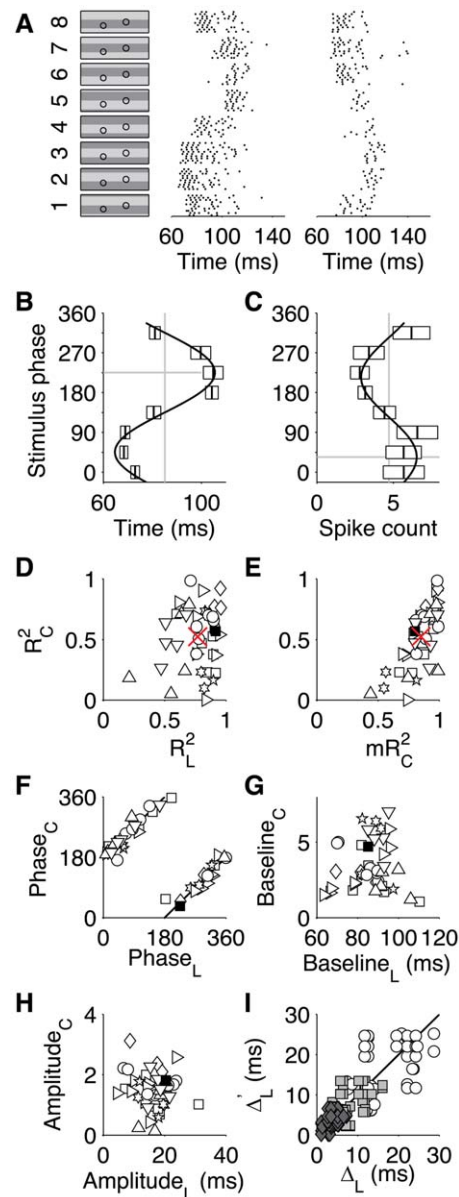 A
8
7
6
5
4
3
2
1
60 100 140
60 100 140
Time (ms)
Time (ms)
B
C
360
270
180
90
0
Stimulus phase
360
270
180
90
0
60 100
0 5
Time (ms)
Spike count
D
E
1
0.5
0
R²C
0 0.5 1
R²L
1
0.5
0
0 0.5 1
mR²C
F
G
360
180
0
PhaseC
0 180 360
PhaseL
5
0
BaselineC
60 80 100 120
BaselineL (ms)
H
I
4
2
0
AmplitudeC
0 20 40
AmplitudeL (ms)
30
20
10
0
Δ'L (ms)
0 10 20 30
ΔL (ms)